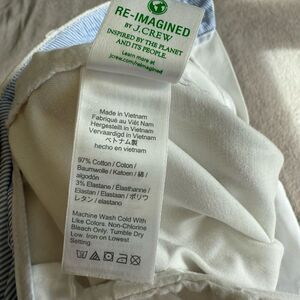 RE-IMAGINED
BY J.CREW
INSPIRED BY THE PLANET
AND ITS PEOPLE.
Learn more at
jcrew.com/reimagined
Made in Vietnam
Fabriqué au Viêt Nam
Hergestellt in Vietnam
Vervaardigd in Vietnam
ベトナム製
hecho en vietnam
97% Cotton / Coton /
Baumwolle / Katoen / 綿 /
algodón
3% Elastane / Élasthanne /
Elastan / Elastaan / ポリウ
レタン / elastano
Machine Wash Cold With
Like Colors. Non-Chlorine
Bleach Only. Tumble Dry
Low. Iron on Lowest
Setting.